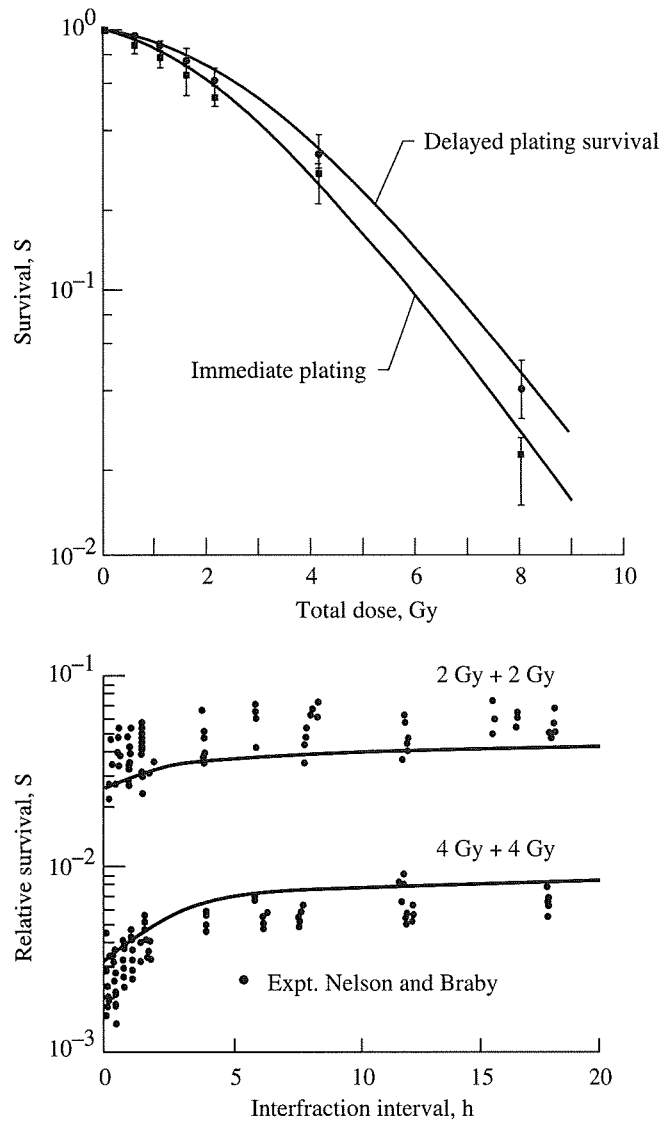 10⁰
Delayed plating survival
Survival, S
10⁻¹
Immediate plating
10⁻²
0 2 4 6 8 10
Total dose, Gy
10⁻¹
2 Gy + 2 Gy
Relative survival, S
10⁻²
4 Gy + 4 Gy
Expt. Nelson and Braby
10⁻³
0 5 10 15 20
Interfraction interval, h